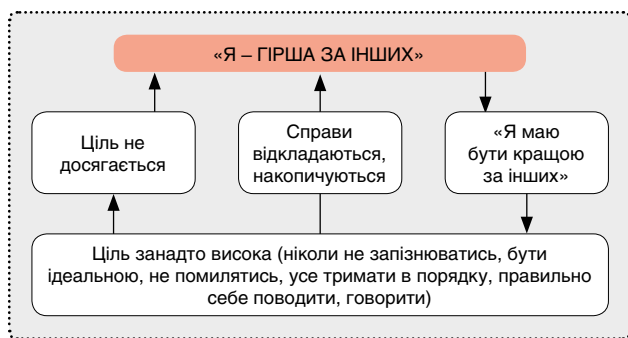 «Я – ГІРША ЗА ІНШИХ»
Ціль не
досягається
Справи
відкладаються,
накопичуються
«Я маю
бути кращою
за інших»
Ціль занадто висока (ніколи не запізнюватись, бути
ідеальною, не помилятись, усе тримати в порядку, правильно
себе поводити, говорити)